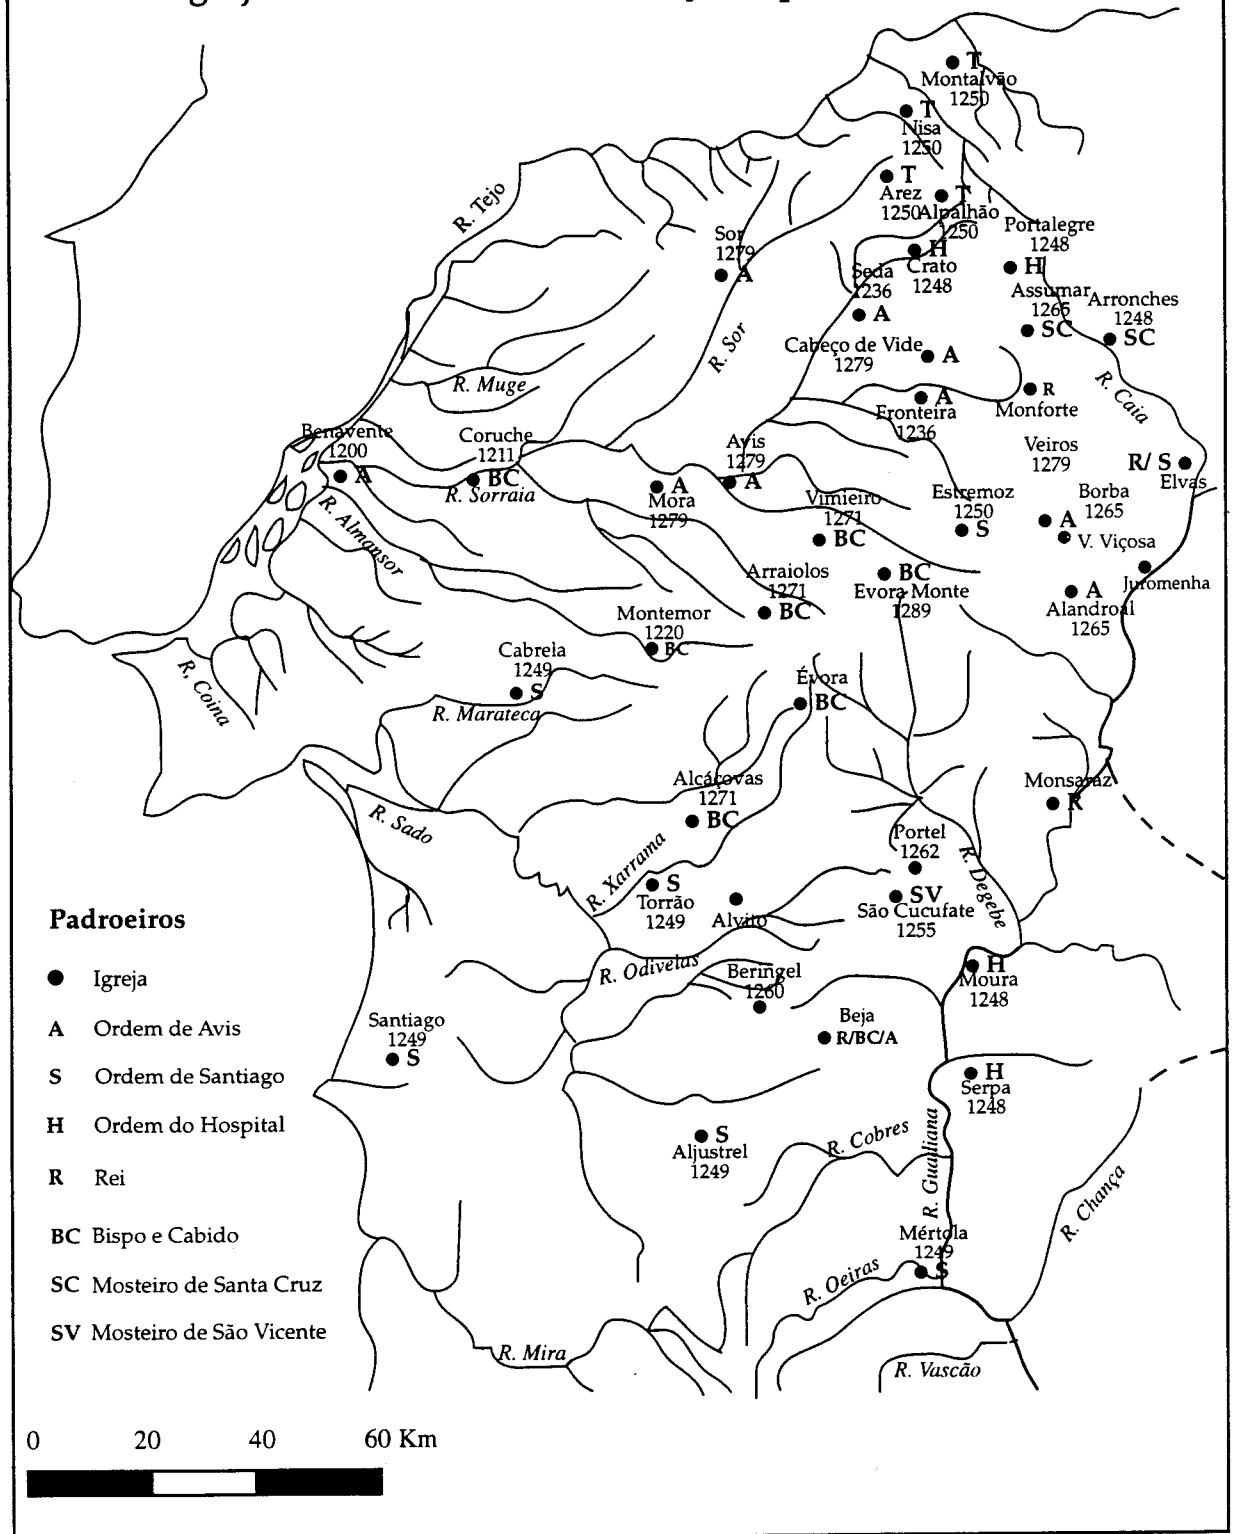 T
Montalvão
1250
T
Nisa
1250
T
Arez
1250
T
Alpalhão
1250
R. Tejo
Sor
1279
A
Portalegre
1248
H
H
Crato
1248
Seda
1236
A
Assumar
1265
SC
Arronches
1248
SC
Cabeço de Vide
1279
A
R. Sor
R. Muge
R. Caia
A
Fronteira
1236
R
Monforte
Benavente
1200
A
Coruche
1211
BC
R. Sorraia
Avis
1279
A
A
Mora
1279
Veiros
1279
R/ S
Elvas
Vimieiro
1271
BC
Estremoz
1250
S
Borba
1265
A
V. Viçosa
R. Almansor
Arraiolos
1271
BC
BC
Evora Monte
1289
Juromenha
A
Alandroal
1265
Montemor
1220
BC
Cabrela
1249
S
R. Marateca
R, Coina
Évora
BC
Alcáçovas
1271
BC
Monsaraz
R
R. Sado
R. Xarrama
Portel
1262
R. Degebe
S
Torrão
1249
Alvito
SV
São Cucufate
1255
R. Odivelas
Beringel
1260
H
Moura
1248
Beja
R/BC/A
Santiago
1249
S
H
Serpa
1248
S
Aljustrel
1249
R. Cobres
R. Guadiana
R. Chança
Mértola
1249
S
R. Oeiras
R. Mira
R. Vascão
Padroeiros
Igreja
A Ordem de Avis
S Ordem de Santiago
H Ordem do Hospital
R Rei
BC Bispo e Cabido
SC Mosteiro de Santa Cruz
SV Mosteiro de São Vicente
0 20 40 60 Km